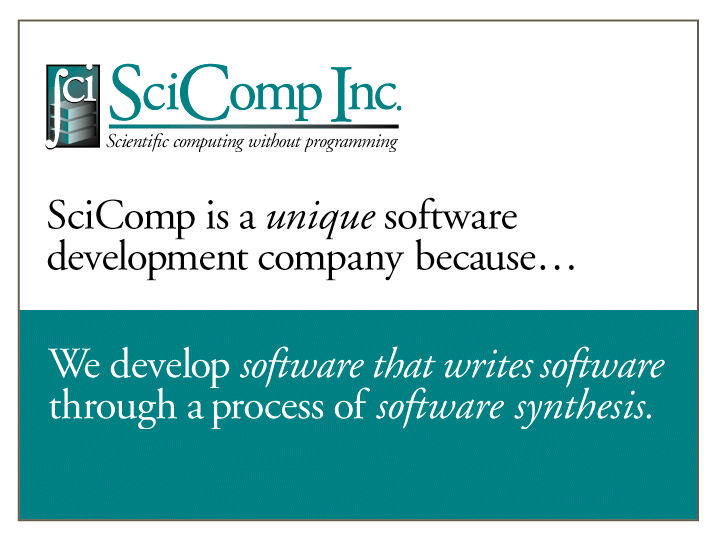 ∫ci
SciComp Inc.
Scientific computing without programming
SciComp is a unique software
development company because…
We develop software that writes software
through a process of software synthesis.